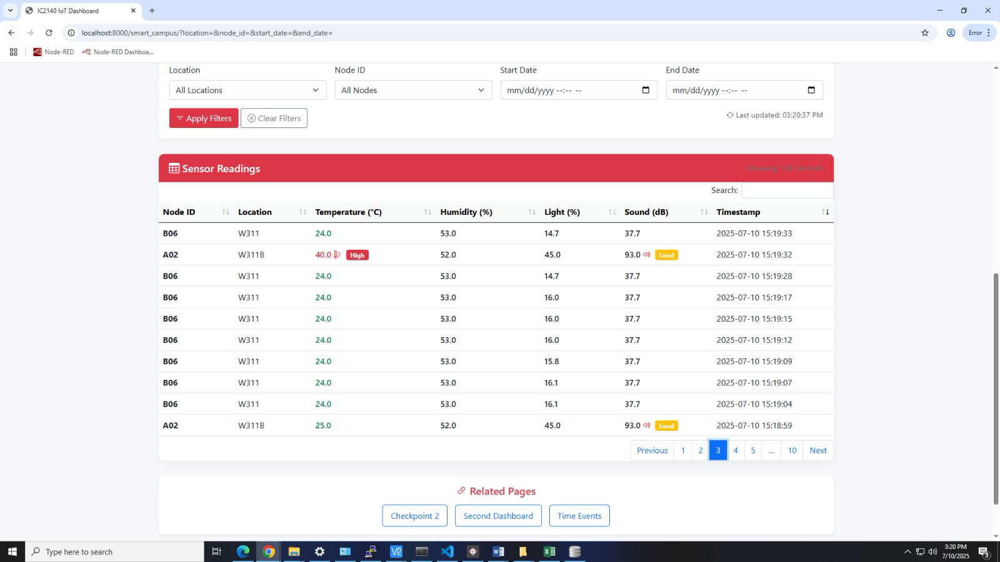 IC2140 IoT Dashboard
localhost:8000/smart_campus/?location=&node_id=&start_date=&end_date=
Error
Node-RED
Node-RED Dashboa...
Location Node ID Start Date End Date
All Locations All Nodes mm/dd/yyyy --:-- -- mm/dd/yyyy --:-- --
Apply Filters Clear Filters Last updated: 03:20:37 PM
Sensor Readings Showing 100 records
Search:
Node ID Location Temperature (°C) Humidity (%) Light (%) Sound (dB) Timestamp
B06 W311 24.0 53.0 14.7 37.7 2025-07-10 15:19:33
A02 W311B 40.0 High 52.0 45.0 93.0 Loud 2025-07-10 15:19:32
B06 W311 24.0 53.0 14.7 37.7 2025-07-10 15:19:28
B06 W311 24.0 53.0 16.0 37.7 2025-07-10 15:19:17
B06 W311 24.0 53.0 16.0 37.7 2025-07-10 15:19:15
B06 W311 24.0 53.0 16.0 37.7 2025-07-10 15:19:12
B06 W311 24.0 53.0 15.8 37.7 2025-07-10 15:19:09
B06 W311 24.0 53.0 16.1 37.7 2025-07-10 15:19:07
B06 W311 24.0 53.0 16.1 37.7 2025-07-10 15:19:04
A02 W311B 25.0 52.0 45.0 93.0 Loud 2025-07-10 15:18:59
Previous 1 2 3 4 5 ... 10 Next
Related Pages
Checkpoint 2 Second Dashboard Time Events
Type here to search
3:20 PM
7/10/2025
3